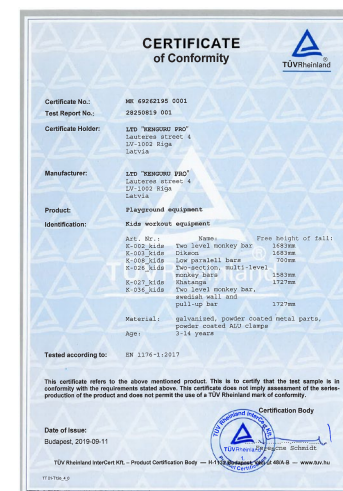 CERTIFICATE
of Conformity
TÜVRheinland®
Certificate No.: MK 69262195 0001
Test Report No.: 28250819 001
Certificate Holder: LTD "KENGURU PRO"
Lauteres street 4
LV-1002 Riga
Latvia
Manufacturer: LTD "KENGURU PRO"
Lauteres street 4
LV-1002 Riga
Latvia
Product: Playground equipment
Identification: Kids workout equipment
Art. Nr.: Name: Free height of fall:
K-002_kids Two level monkey bar 1683mm
K-003_kids Dikson 1683mm
K-008_kids Low paralell bars 700mm
K-026_kids Two-section, multi-level
monkey bars 1583mm
K-027_kids Khatanga 1727mm
K-036_kids Two level monkey bar,
swedish wall and
pull-up bar 1727mm
Material: galvanized, powder coated metal parts,
powder coated ALU clamps
Age: 3-14 years
Tested according to: EN 1176-1:2017
This certificate refers to the above mentioned product. This is to certify that the test sample is in
conformity with the requirements stated above. This certificate does not imply assessment of the series-
production of the product and does not permit the use of a TÜV Rheinland mark of conformity.
Certification Body
Date of issue:
Budapest, 2019-09-11
TÜVRheinland
Schmidt
TÜV Rheinland InterCert Kft. – Product Certification Body — 48/A-B — www.tuv.hu